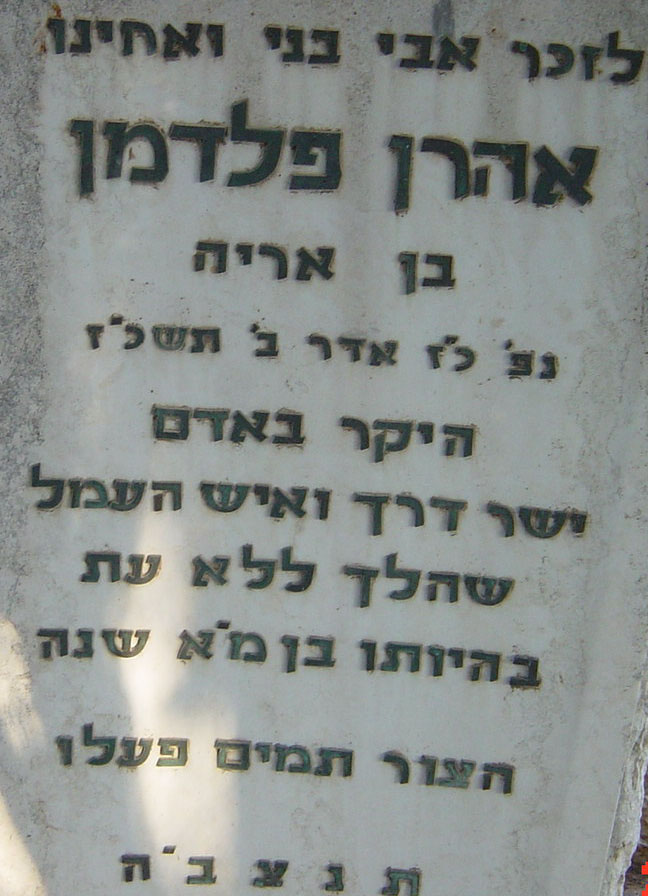 לזכר אבי בני ואחינו
אהרן פלדמן
בן אריה
נפ' כ"ז אדר ב' תשכ"ז
היקר באדם
ישר דרך ואיש העמל
שהלך ללא עת
בהיותו בן מ"א שנה
הצור תמים פעלו
ת נ צ ב " ה